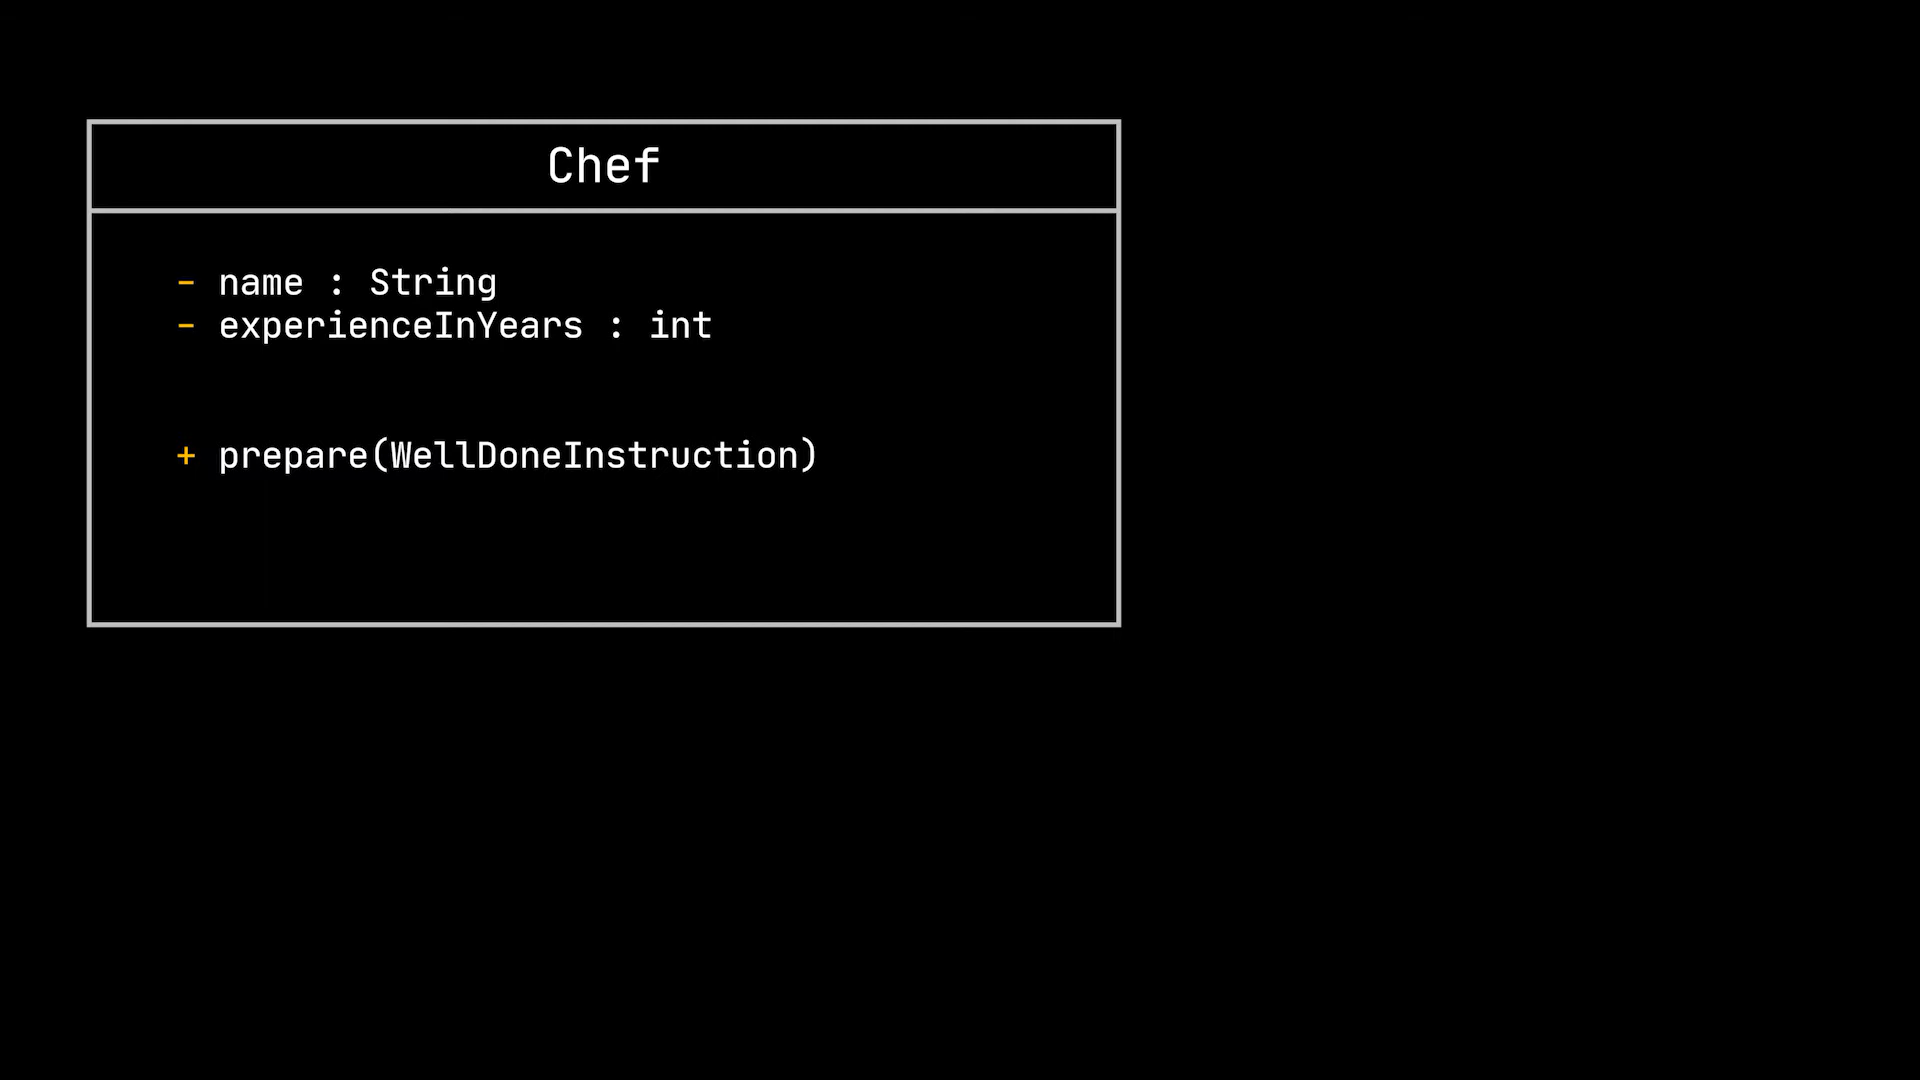 Chef
- name : String
- experienceInYears : int
+ prepare(WellDoneInstruction)